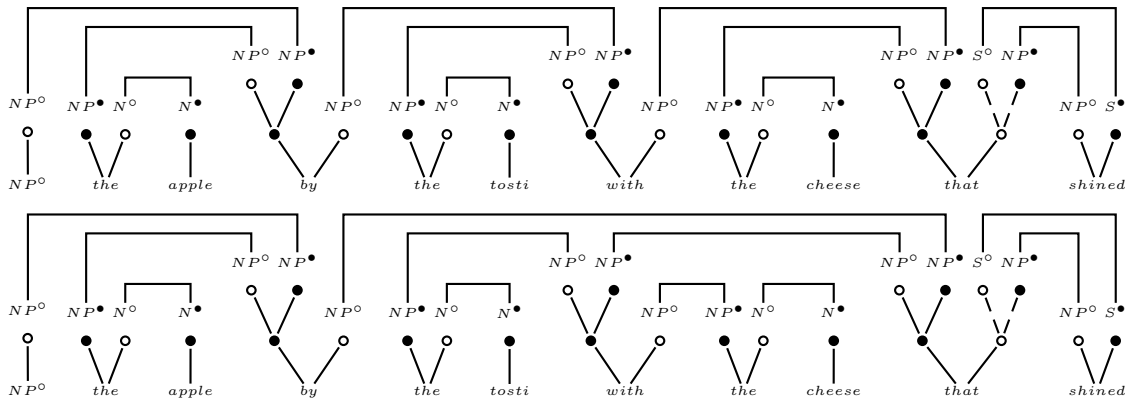 NP° NP• S° NP•
NP° NP• NP° NP•
NP° NP• N° N• NP° NP• N° N• NP° NP• N° N• NP° S•
NP° the apple by the tosti with the cheese that shined
NP° NP• NP° NP• NP° NP• S° NP•
NP° NP• N° N• NP° NP• N° N• NP° NP• N° N• NP° S•
NP° the apple by the tosti with the cheese that shined